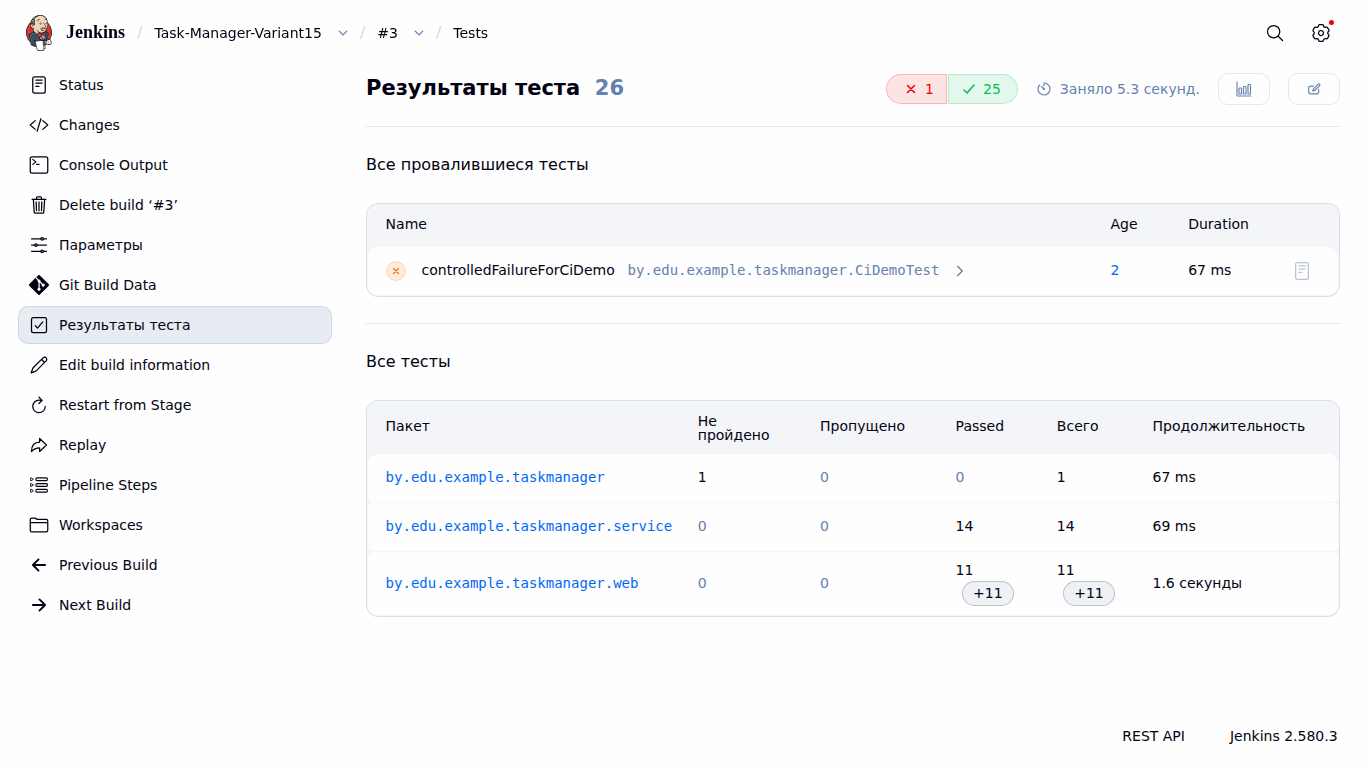 Jenkins / Task-Manager-Variant15 / #3 / Tests
Status
Changes
Console Output
Delete build ‘#3’
Параметры
Git Build Data
Результаты теста
Edit build information
Restart from Stage
Replay
Pipeline Steps
Workspaces
Previous Build
Next Build
Результаты теста 26
1 25 Заняло 5.3 секунд.
Все провалившиеся тесты
Name Age Duration
controlledFailureForCiDemo by.edu.example.taskmanager.CiDemoTest 2 67 ms
Все тесты
Пакет Не пройдено Пропущено Passed Всего Продолжительность
by.edu.example.taskmanager 1 0 0 1 67 ms
by.edu.example.taskmanager.service 0 0 14 14 69 ms
by.edu.example.taskmanager.web 0 0 11 +11 11 +11 1.6 секунды
REST API Jenkins 2.580.3